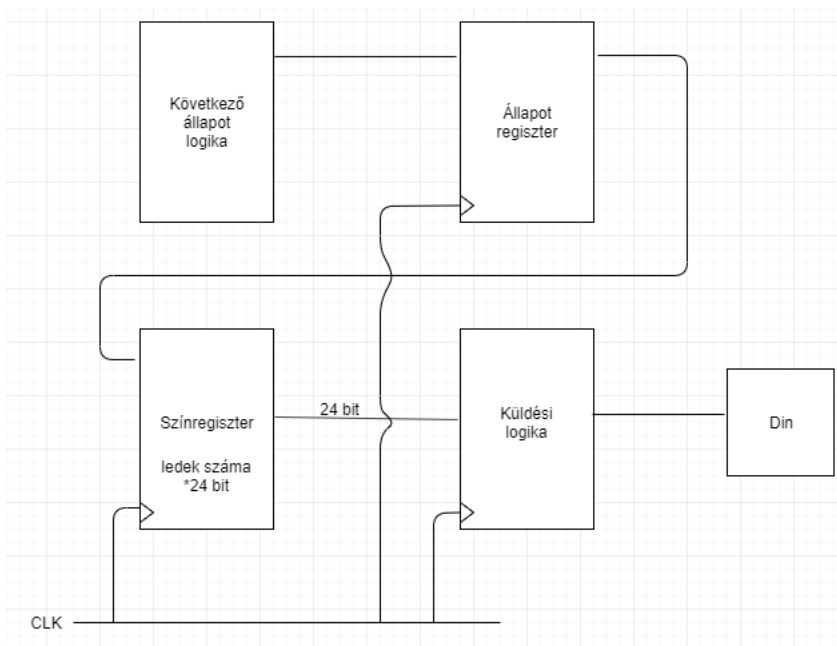 Következő
állapot
logika
Állapot
regiszter
Színregiszter
ledek száma
*24 bit
24 bit
Küldési
logika
Din
CLK